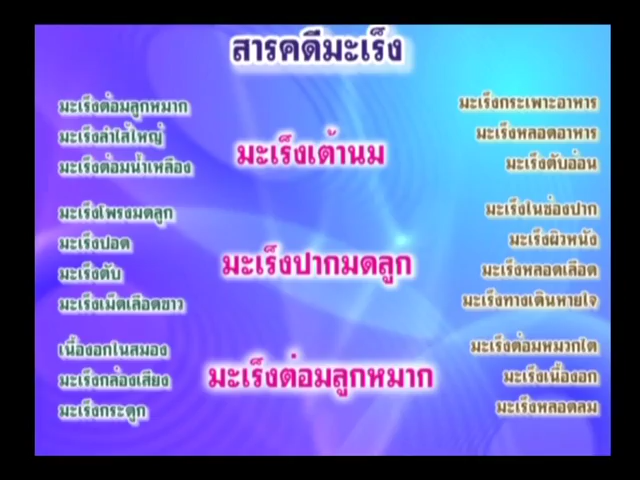 สารคดีมะเร็ง
มะเร็งต่อมลูกหมาก
มะเร็งลำไส้ใหญ่
มะเร็งต่อมน้ำเหลือง
มะเร็งโพรงมดลูก
มะเร็งปอด
มะเร็งตับ
มะเร็งเม็ดเลือดขาว
เนื้องอกในสมอง
มะเร็งกล่องเสียง
มะเร็งกระดูก
มะเร็งเต้านม
มะเร็งปากมดลูก
มะเร็งต่อมลูกหมาก
มะเร็งกระเพาะอาหาร
มะเร็งหลอดอาหาร
มะเร็งตับอ่อน
มะเร็งในช่องปาก
มะเร็งผิวหนัง
มะเร็งหลอดเลือด
มะเร็งทางเดินหายใจ
มะเร็งต่อมหมวกไต
มะเร็งเนื้องอก
มะเร็งหลอดลม